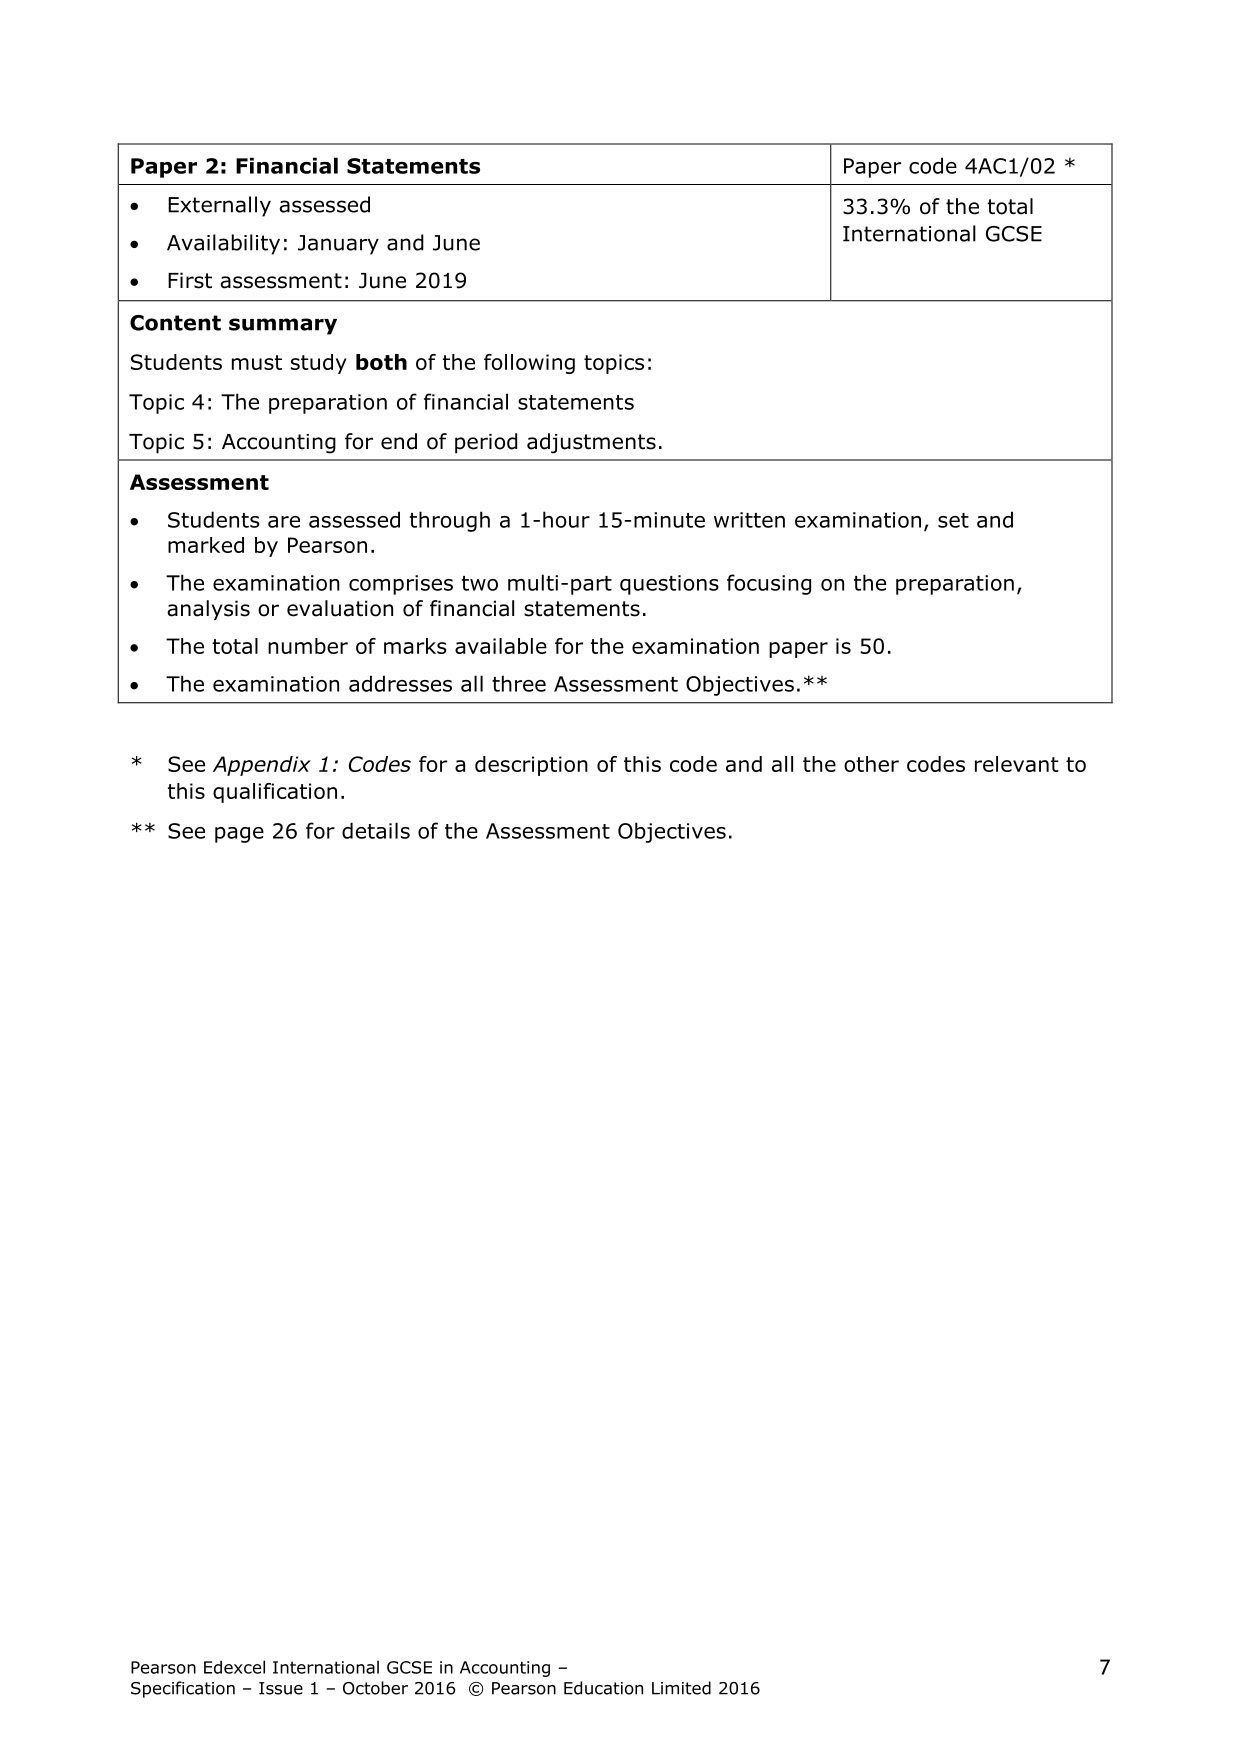 Paper 2: Financial Statements
Paper code 4AC1/02 *
• Externally assessed
• Availability: January and June
• First assessment: June 2019
33.3% of the total
International GCSE
Content summary
Students must study both of the following topics:
Topic 4: The preparation of financial statements
Topic 5: Accounting for end of period adjustments.
Assessment
• Students are assessed through a 1-hour 15-minute written examination, set and
marked by Pearson.
• The examination comprises two multi-part questions focusing on the preparation,
analysis or evaluation of financial statements.
• The total number of marks available for the examination paper is 50.
• The examination addresses all three Assessment Objectives.**
* See Appendix 1: Codes for a description of this code and all the other codes relevant to
this qualification.
** See page 26 for details of the Assessment Objectives.
Pearson Edexcel International GCSE in Accounting –
Specification – Issue 1 – October 2016 © Pearson Education Limited 2016
7